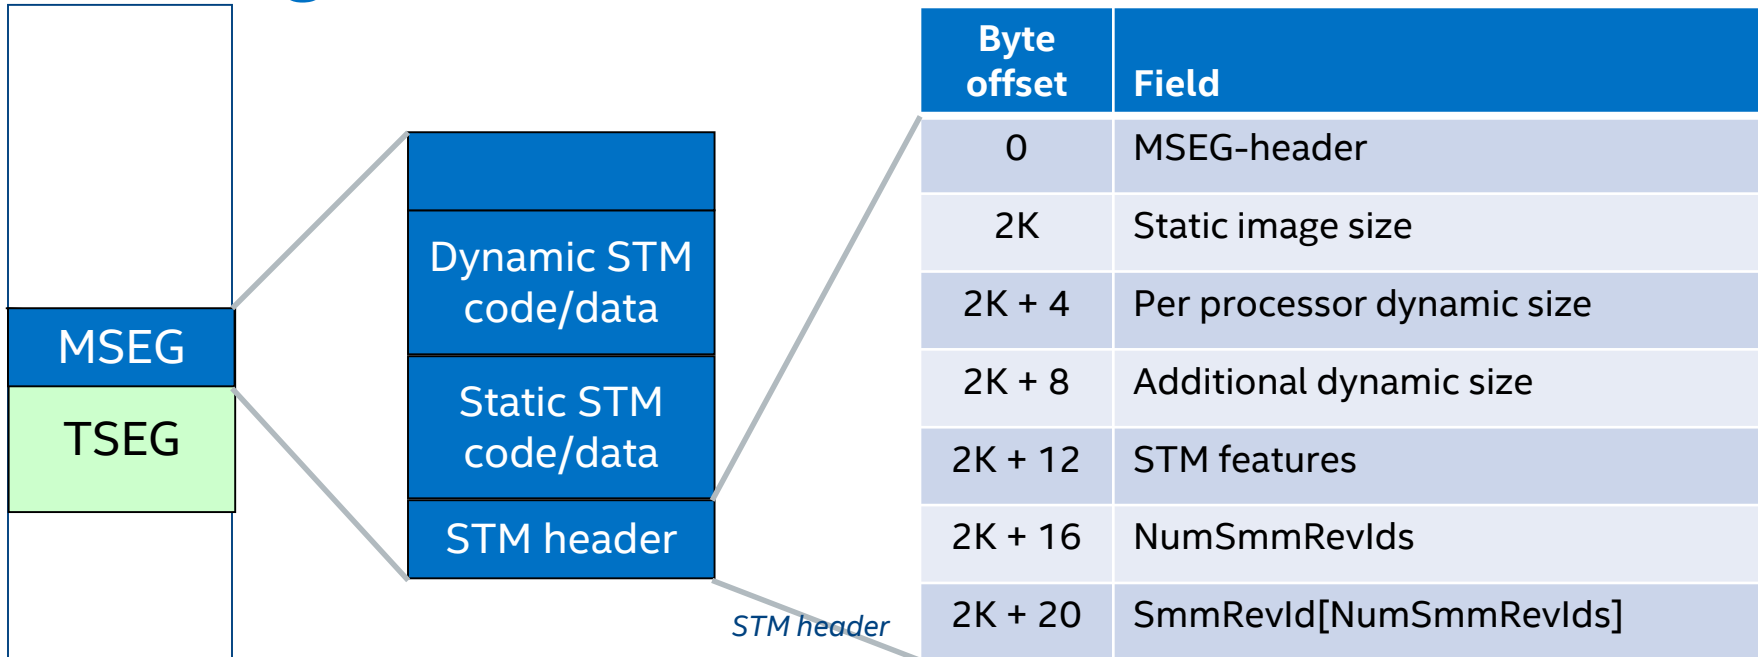 MSEG
TSEG
Dynamic STM
code/data
Static STM
code/data
STM header
STM header
Byte
offset Field
0 MSEG-header
2K Static image size
2K + 4 Per processor dynamic size
2K + 8 Additional dynamic size
2K + 12 STM features
2K + 16 NumSmmRevIds
2K + 20 SmmRevId[NumSmmRevIds]